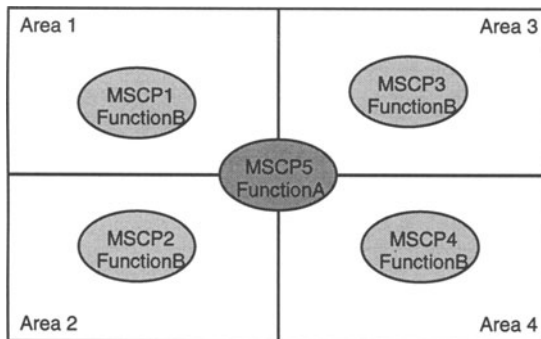 Area 1
Area 3
MSCP1
FunctionB
MSCP3
FunctionB
MSCP5
FunctionA
MSCP2
FunctionB
MSCP4
FunctionB
Area 2
Area 4